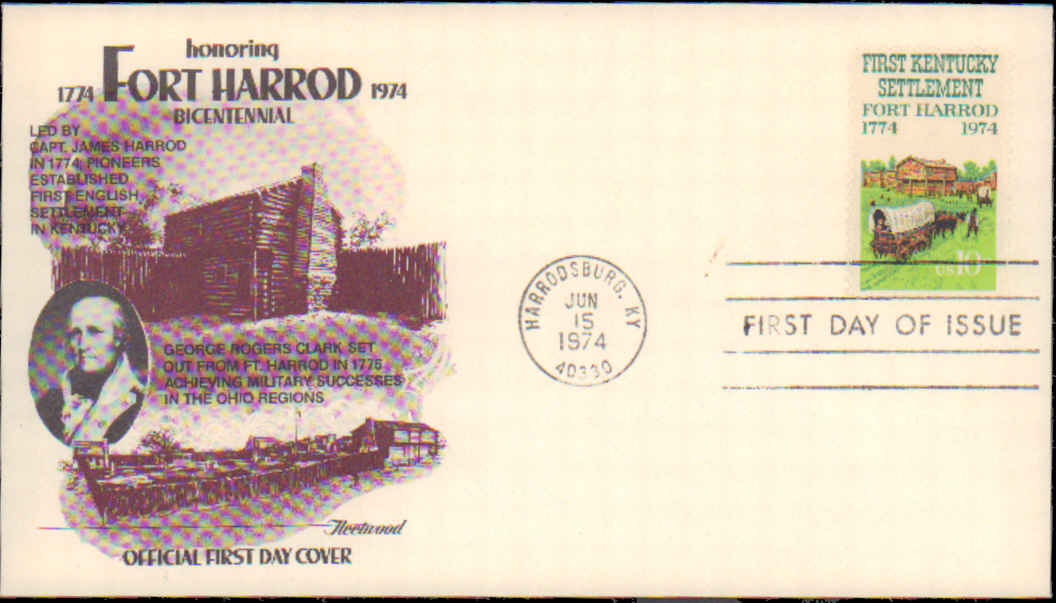 honoring
1774 FORT HARROD 1974
BICENTENNIAL
LED BY
CAPT. JAMES HARROD
IN 1774, PIONEERS
ESTABLISHED
FIRST ENGLISH
SETTLEMENT
IN KENTUCKY
GEORGE ROGERS CLARK SET
OUT FROM FT. HARROD IN 1775
ACHIEVING MILITARY SUCCESSES
IN THE OHIO REGIONS
Fleetwood
OFFICIAL FIRST DAY COVER
HARRODSBURG, KY
JUN
15
1974
40330
FIRST KENTUCKY
SETTLEMENT
FORT HARROD
1774 1974
US 10
FIRST DAY OF ISSUE